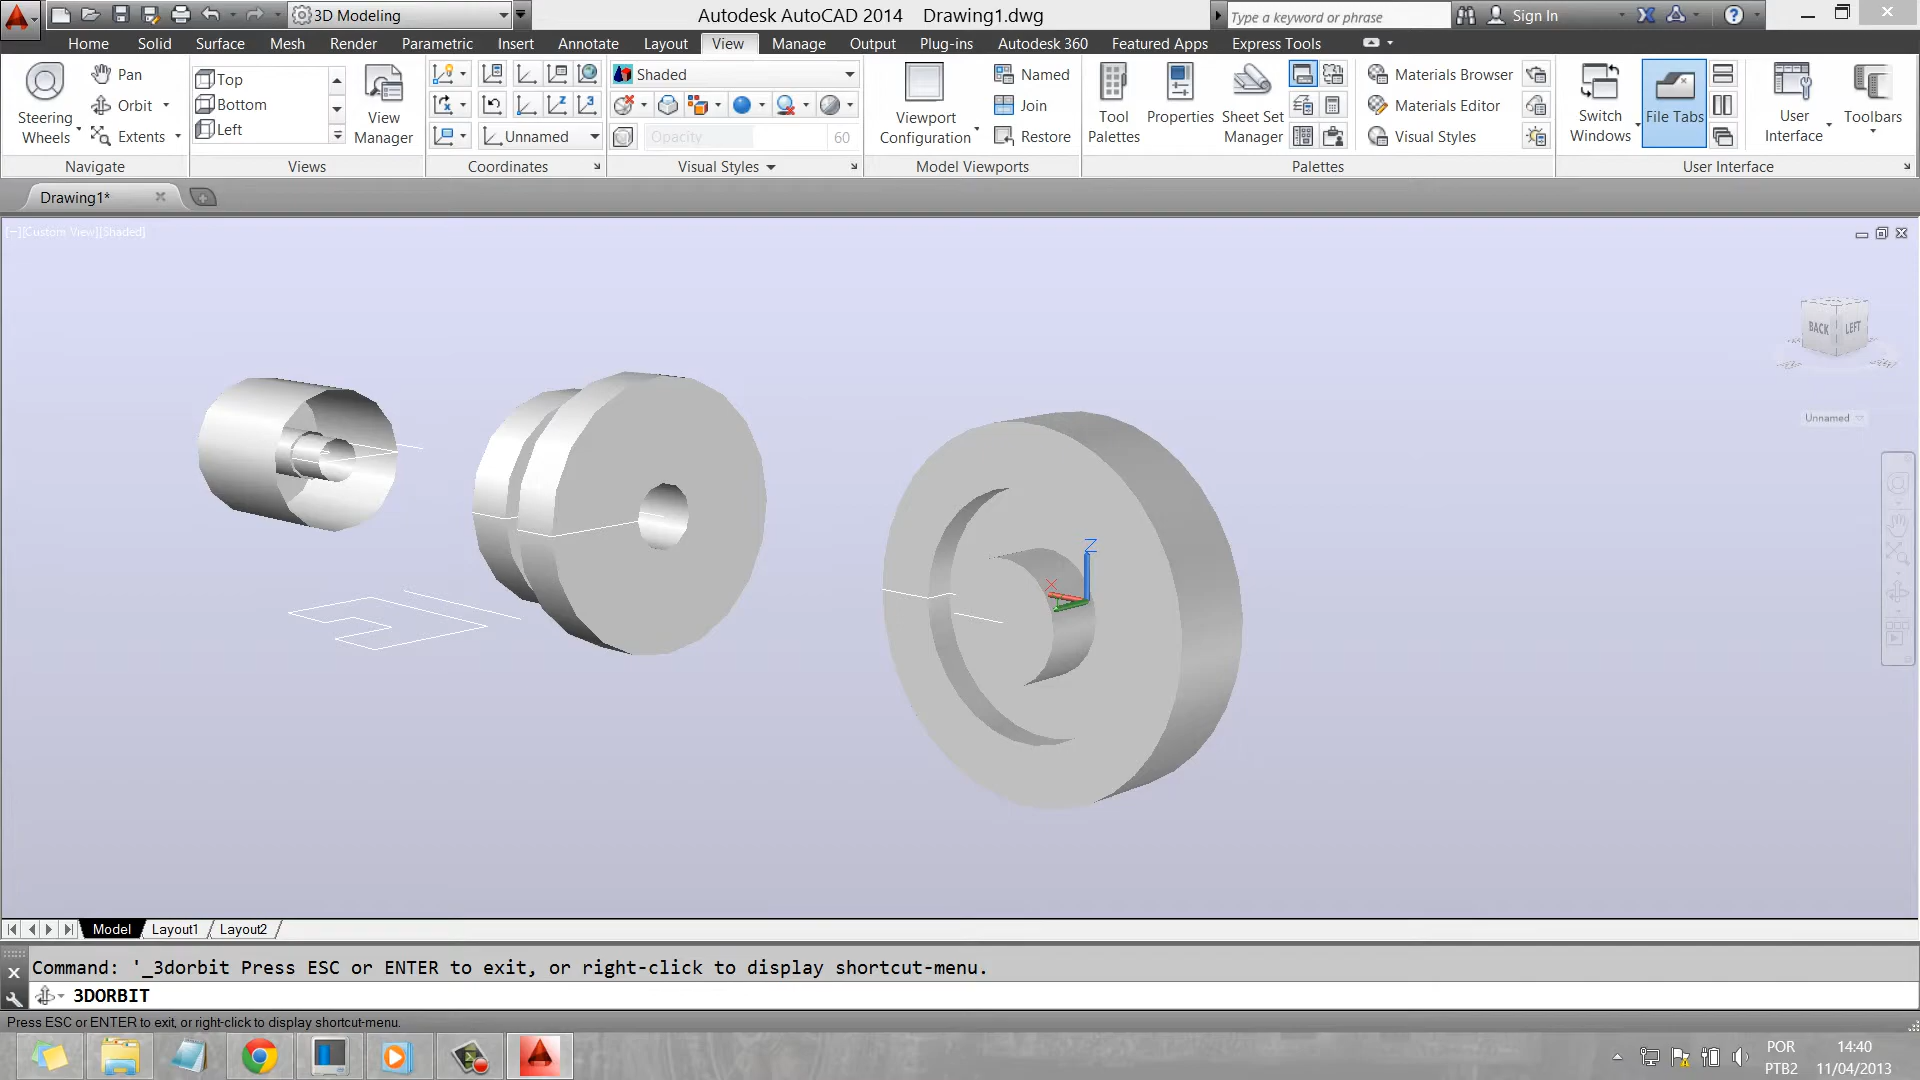 3D Modeling
Autodesk AutoCAD 2014 Drawing1.dwg
Type a keyword or phrase
Sign In
Home Solid Surface Mesh Render Parametric Insert Annotate Layout View Manage Output Plug-ins Autodesk 360 Featured Apps Express Tools
Steering Wheels
Pan
Orbit
Extents
Navigate
Top
Bottom
Left
View Manager
Views
Unnamed
Coordinates
Shaded
Opacity 60
Visual Styles
Viewport Configuration
Named
Join
Restore
Model Viewports
Tool Palettes
Properties
Sheet Set Manager
Materials Browser
Materials Editor
Visual Styles
Palettes
Switch Windows
File Tabs
User Interface
Toolbars
User Interface
Drawing1*
[−][Custom View][Shaded]
BACK LEFT
Unnamed
Z
X
Model Layout1 Layout2
Command: '_3dorbit Press ESC or ENTER to exit, or right-click to display shortcut-menu.
3DORBIT
Press ESC or ENTER to exit, or right-click to display shortcut-menu.
POR
PTB2
14:40
11/04/2013